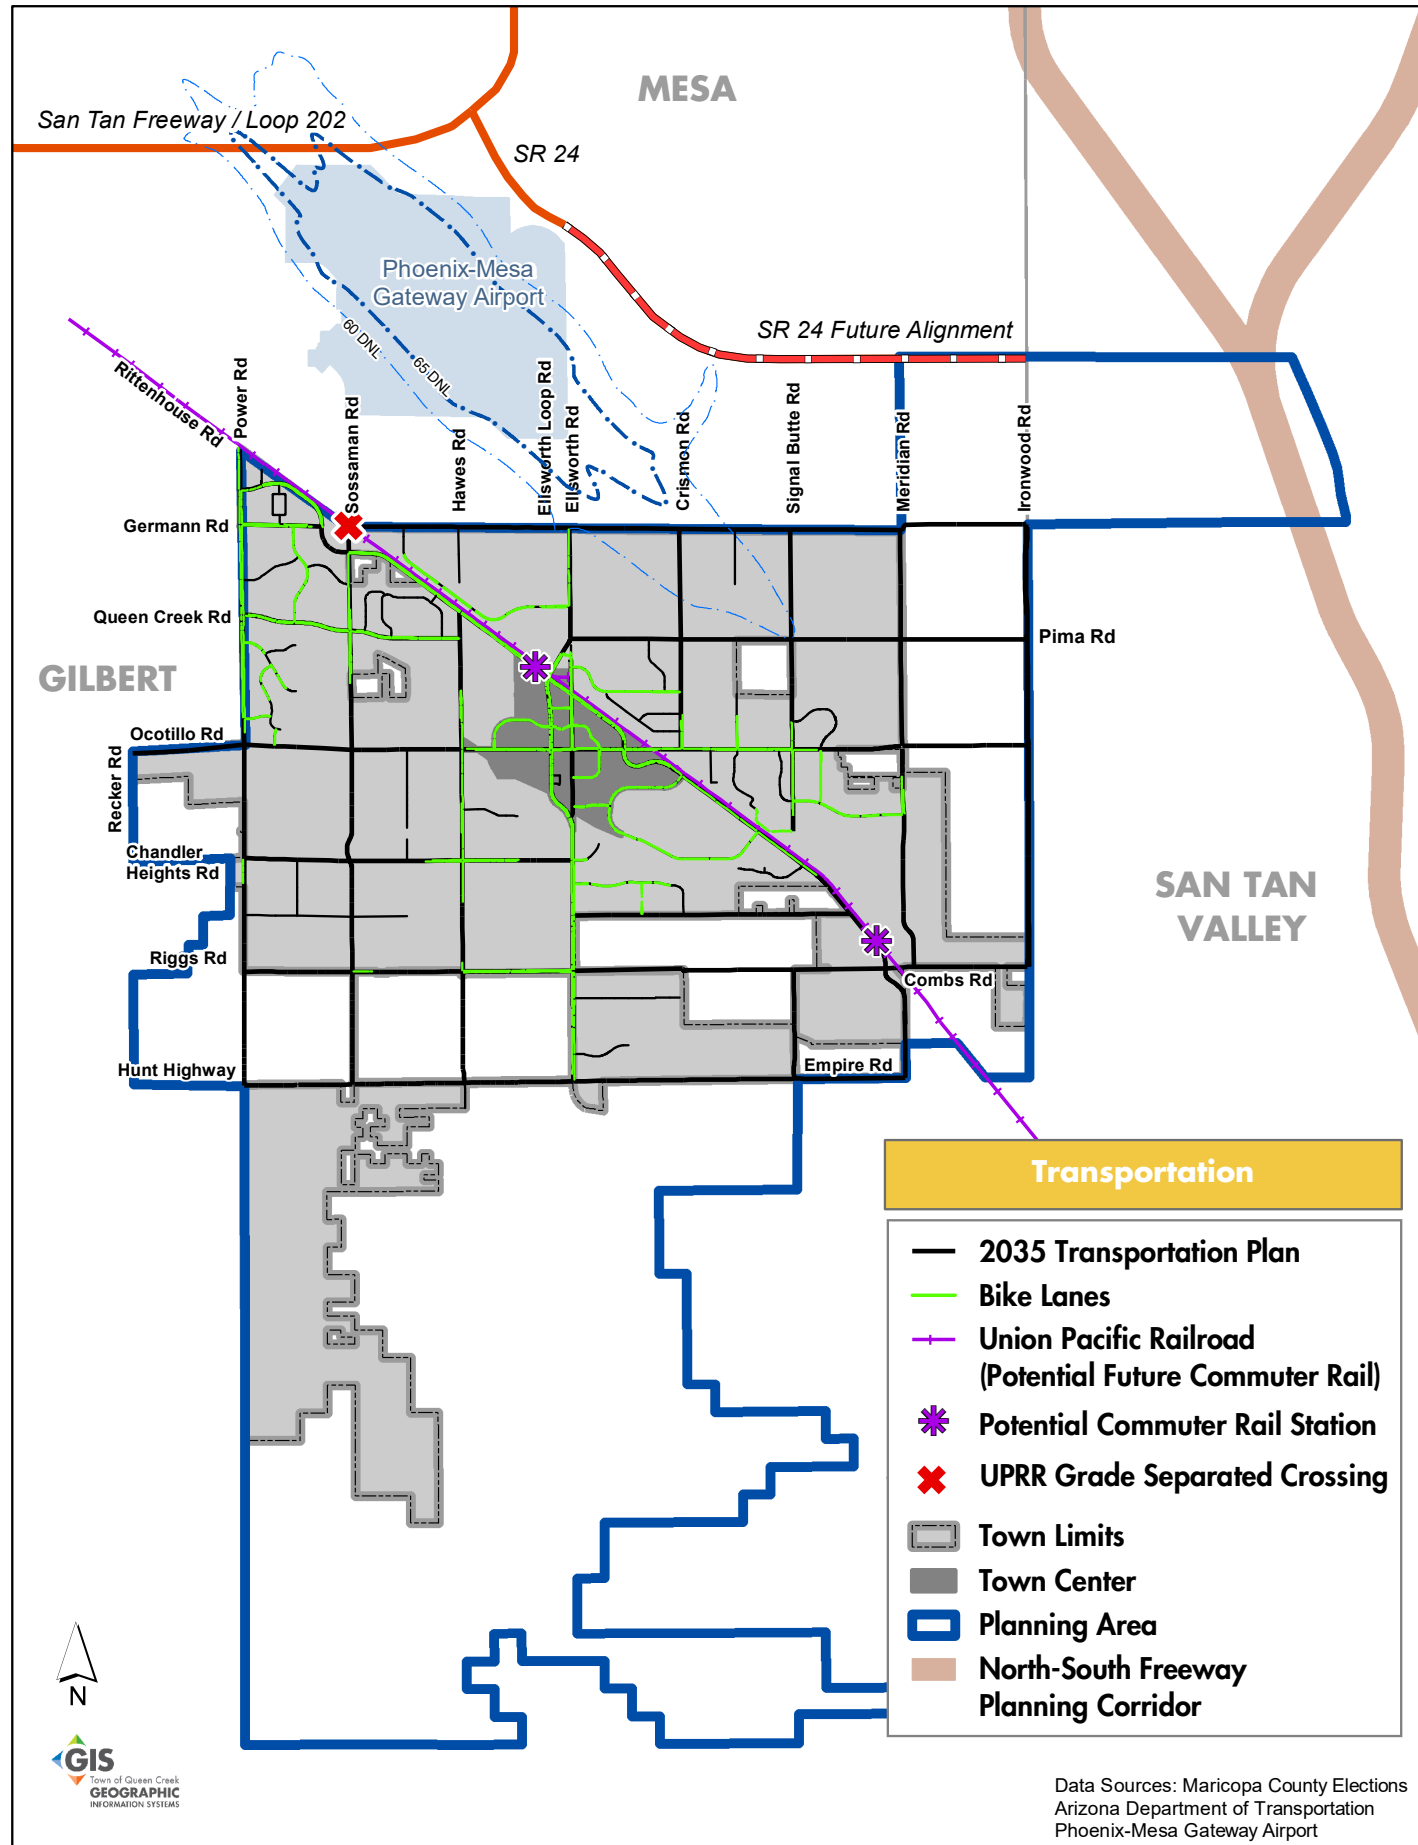 MESA
San Tan Freeway / Loop 202
SR 24
Phoenix-Mesa
Gateway Airport
SR 24 Future Alignment
60 DNL
65 DNL
Rittenhouse Rd
Power Rd
Sossaman Rd
Hawes Rd
Ellsworth Loop Rd
Ellsworth Rd
Crismon Rd
Signal Butte Rd
Meridian Rd
Ironwood Rd
Germann Rd
Queen Creek Rd
Pima Rd
GILBERT
Ocotillo Rd
Recker Rd
Chandler
Heights Rd
SAN TAN
VALLEY
Riggs Rd
Combs Rd
Hunt Highway
Empire Rd
Transportation
2035 Transportation Plan
Bike Lanes
Union Pacific Railroad
(Potential Future Commuter Rail)
Potential Commuter Rail Station
UPRR Grade Separated Crossing
Town Limits
Town Center
Planning Area
North-South Freeway
Planning Corridor
N
GIS
Town of Queen Creek
GEOGRAPHIC
INFORMATION SYSTEMS
Data Sources: Maricopa County Elections
Arizona Department of Transportation
Phoenix-Mesa Gateway Airport